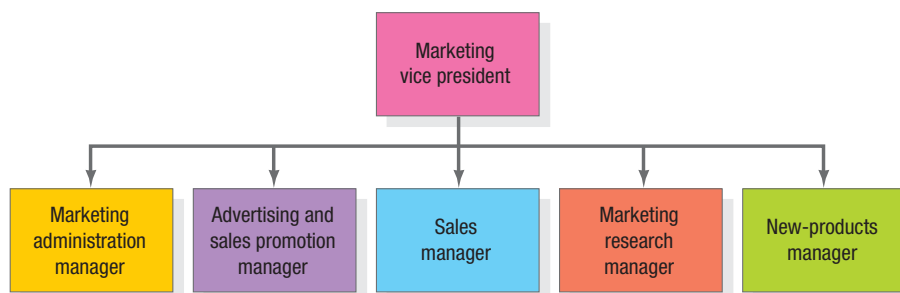 Marketing
vice president
Marketing
administration
manager
Advertising and
sales promotion
manager
Sales
manager
Marketing
research
manager
New-products
manager